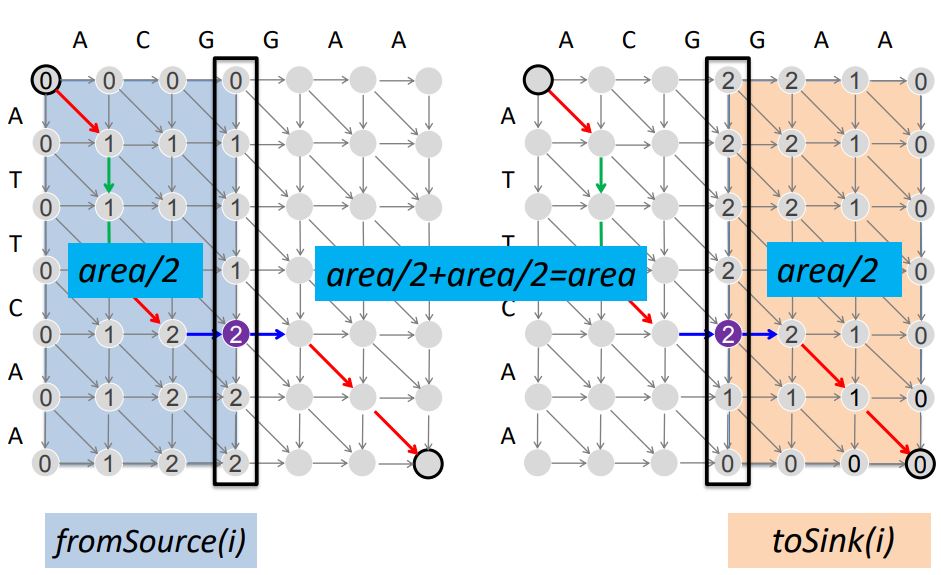 A C G G A A A C G G A A
0 0 0 0 2 2 1 0
A 0 1 1 1 A 2 2 1 0
T T
0 1 1 1 2 2 1 0
T T
0 1 2 0
area/2 area/2+area/2=area area/2
C C
0 1 2 2 2 2 1 0
A A
0 1 2 2 1 1 1 0
A A
0 1 2 2 0 0 0 0
fromSource(i) toSink(i)